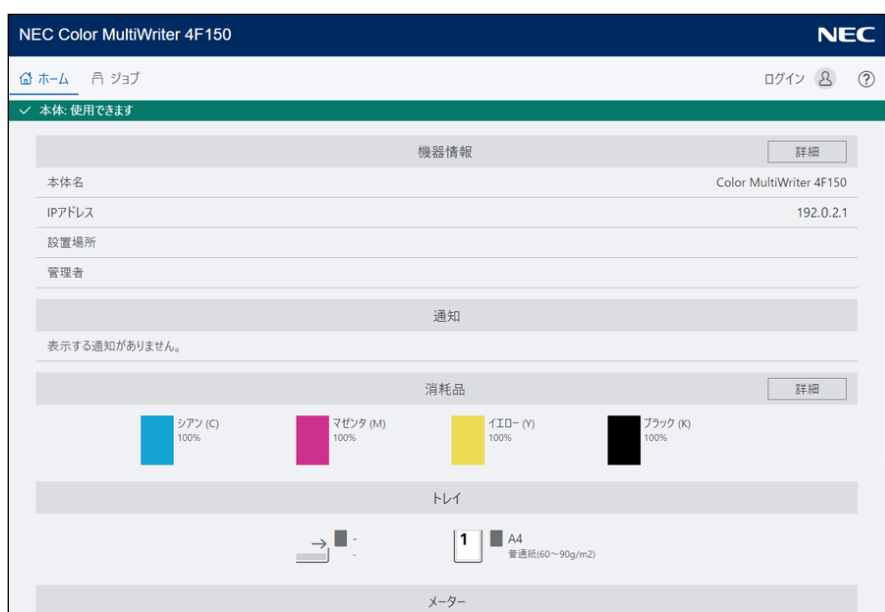 NEC Color MultiWriter 4F150 NEC
ホーム ジョブ ログイン ?
本体: 使用できます
機器情報 詳細
本体名 Color MultiWriter 4F150
IPアドレス 192.0.2.1
設置場所
管理者
通知
表示する通知がありません。
消耗品 詳細
シアン (C) マゼンタ (M) イエロー (Y) ブラック (K)
100% 100% 100% 100%
トレイ
- 1 A4
- 普通紙(60～90g/m2)
メーター